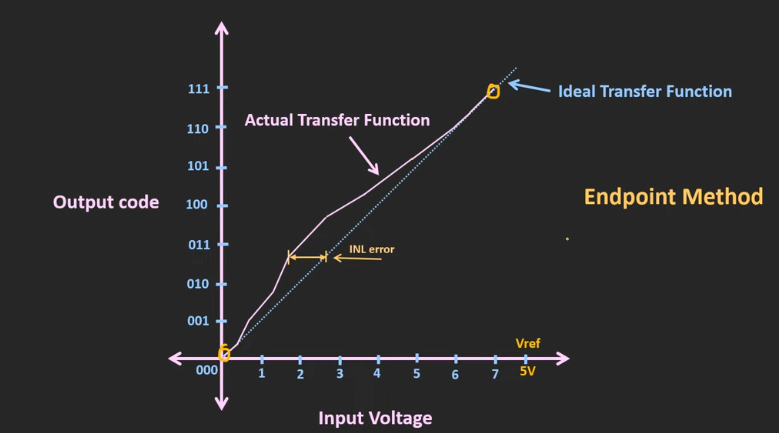 111
Ideal Transfer Function
Actual Transfer Function
110
101
Output code
100
Endpoint Method
011
INL error
010
001
Vref
000
1 2 3 4 5 6 7 5V
Input Voltage